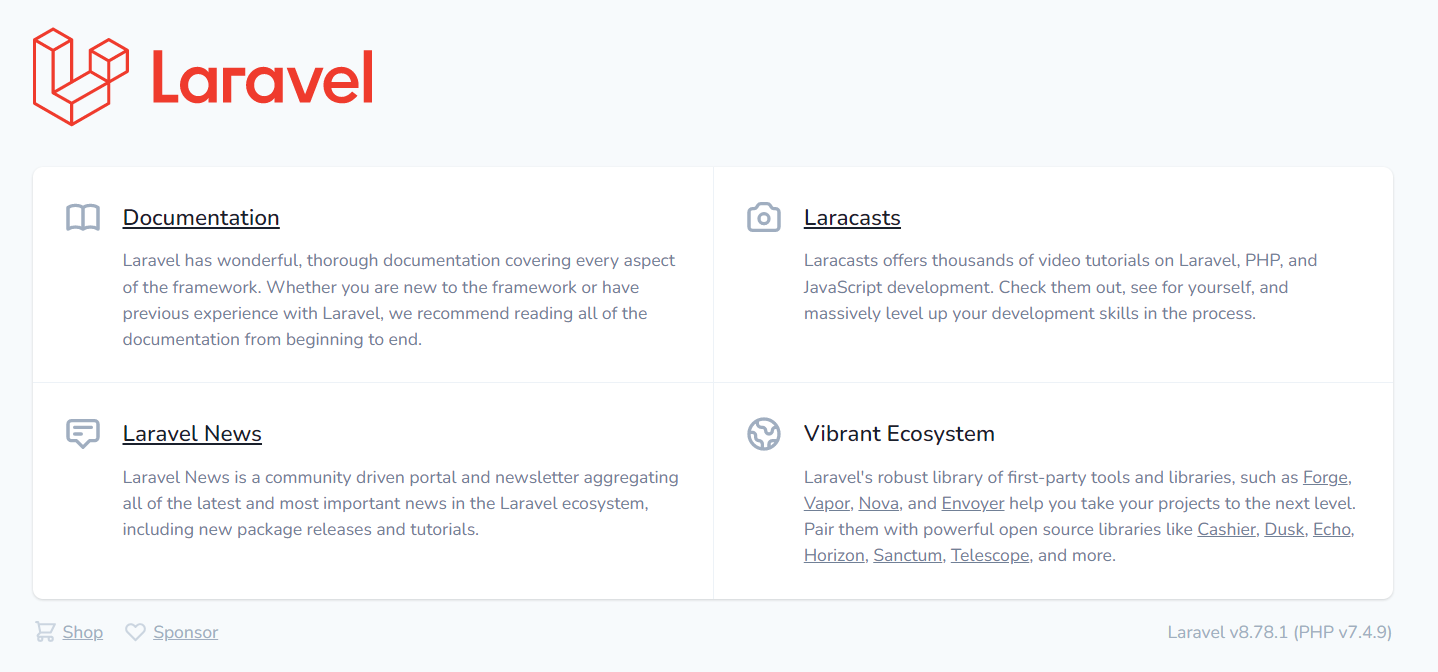 Laravel
Documentation
Laravel has wonderful, thorough documentation covering every aspect
of the framework. Whether you are new to the framework or have
previous experience with Laravel, we recommend reading all of the
documentation from beginning to end.
Laracasts
Laracasts offers thousands of video tutorials on Laravel, PHP, and
JavaScript development. Check them out, see for yourself, and
massively level up your development skills in the process.
Laravel News
Laravel News is a community driven portal and newsletter aggregating
all of the latest and most important news in the Laravel ecosystem,
including new package releases and tutorials.
Vibrant Ecosystem
Laravel's robust library of first-party tools and libraries, such as Forge,
Vapor, Nova, and Envoyer help you take your projects to the next level.
Pair them with powerful open source libraries like Cashier, Dusk, Echo,
Horizon, Sanctum, Telescope, and more.
Shop
Sponsor
Laravel v8.78.1 (PHP v7.4.9)